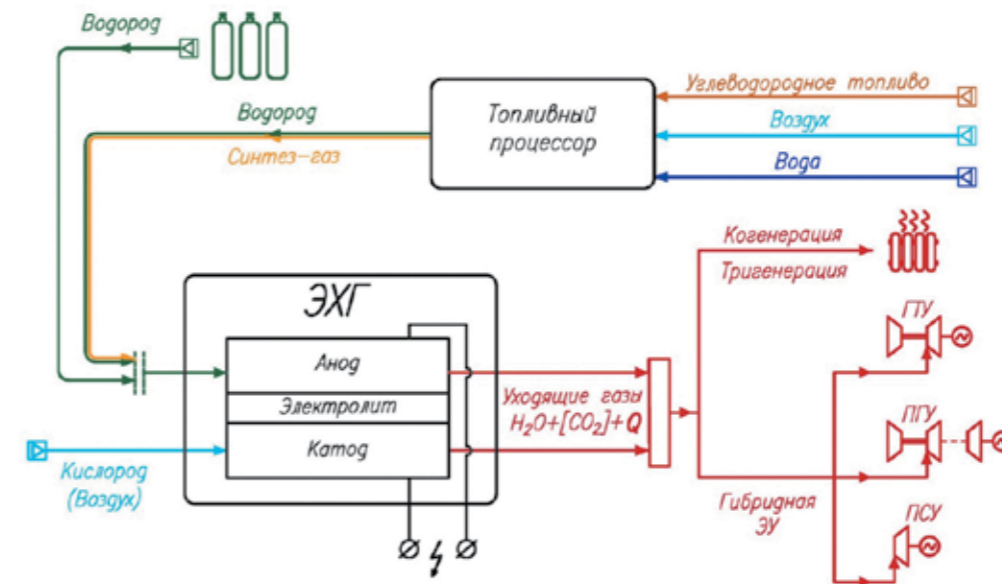 Водород
Водород
Синтез-газ
Топливный
процессор
Углеводородное топливо
Воздух
Вода
Когенерация
Тригенерация
ЭХГ
Анод
Электролит
Катод
Кислород
(Воздух)
Уходящие газы
H₂O+[CO₂]+Q
ГТУ
ПГУ
Гибридная
ЭУ
ПСУ